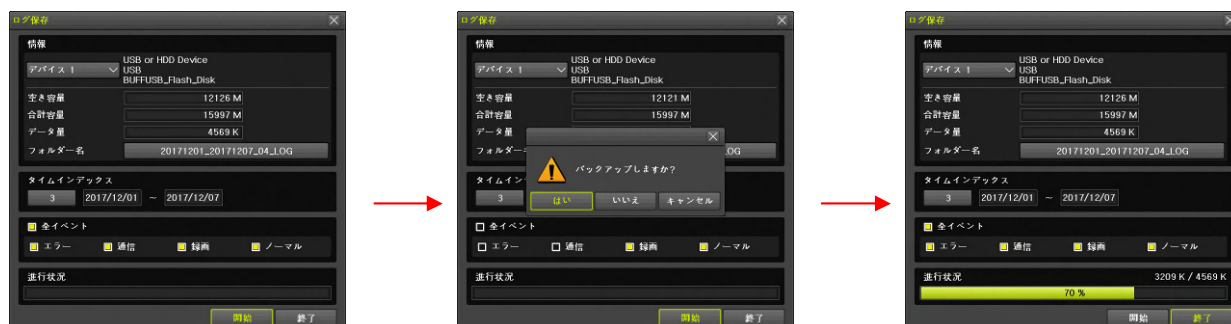 ログ保存
情報
デバイス 1
USB or HDD Device
USB
BUFFUSB_Flash_Disk
空き容量 12126 M
合計容量 15997 M
データ量 4569 K
フォルダー名 20171201_20171207_04_LOG
タイムインデックス
3 2017/12/01 ~ 2017/12/07
全イベント
エラー 通信 録画 ノーマル
進行状況
開始 終了
ログ保存
情報
デバイス 1
USB or HDD Device
USB
BUFFUSB_Flash_Disk
空き容量 12121 M
合計容量 15997 M
データ量 4569 K
フォルダー
LOG
バックアップしますか?
はい いいえ キャンセル
タイムイン
3
全イベント
エラー 通信 録画 ノーマル
進行状況
開始 終了
ログ保存
情報
デバイス 1
USB or HDD Device
USB
BUFFUSB_Flash_Disk
空き容量 12126 M
合計容量 15997 M
データ量 4569 K
フォルダー名 20171201_20171207_04_LOG
タイムインデックス
3 2017/12/01 ~ 2017/12/07
全イベント
エラー 通信 録画 ノーマル
進行状況 3209 K / 4569 K
70 %
開始 終了